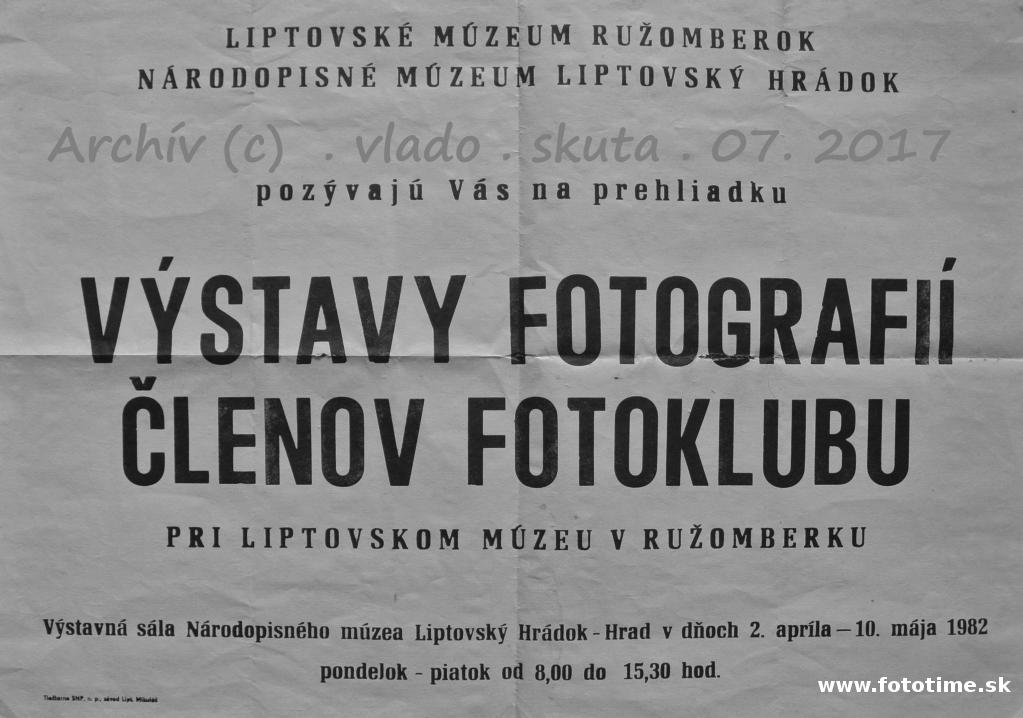 LIPTOVSKÉ MÚZEUM RUŽOMBEROK
NÁRODOPISNÉ MÚZEUM LIPTOVSKÝ HRÁDOK
Archív (c) . vlado . skuta . 07. 2017
pozývajú Vás na prehliadku
VÝSTAVY FOTOGRAFIÍ
ČLENOV FOTOKLUBU
PRI LIPTOVSKOM MÚZEU V RUŽOMBERKU
Výstavná sála Národopisného múzea Liptovský Hrádok - Hrad v dňoch 2. apríla — 10. mája 1982
pondelok - piatok od 8,00 do 15,30 hod.
Tlačiarne SNP, n. p., závod Lipt. Mikuláš
www.fototime.sk